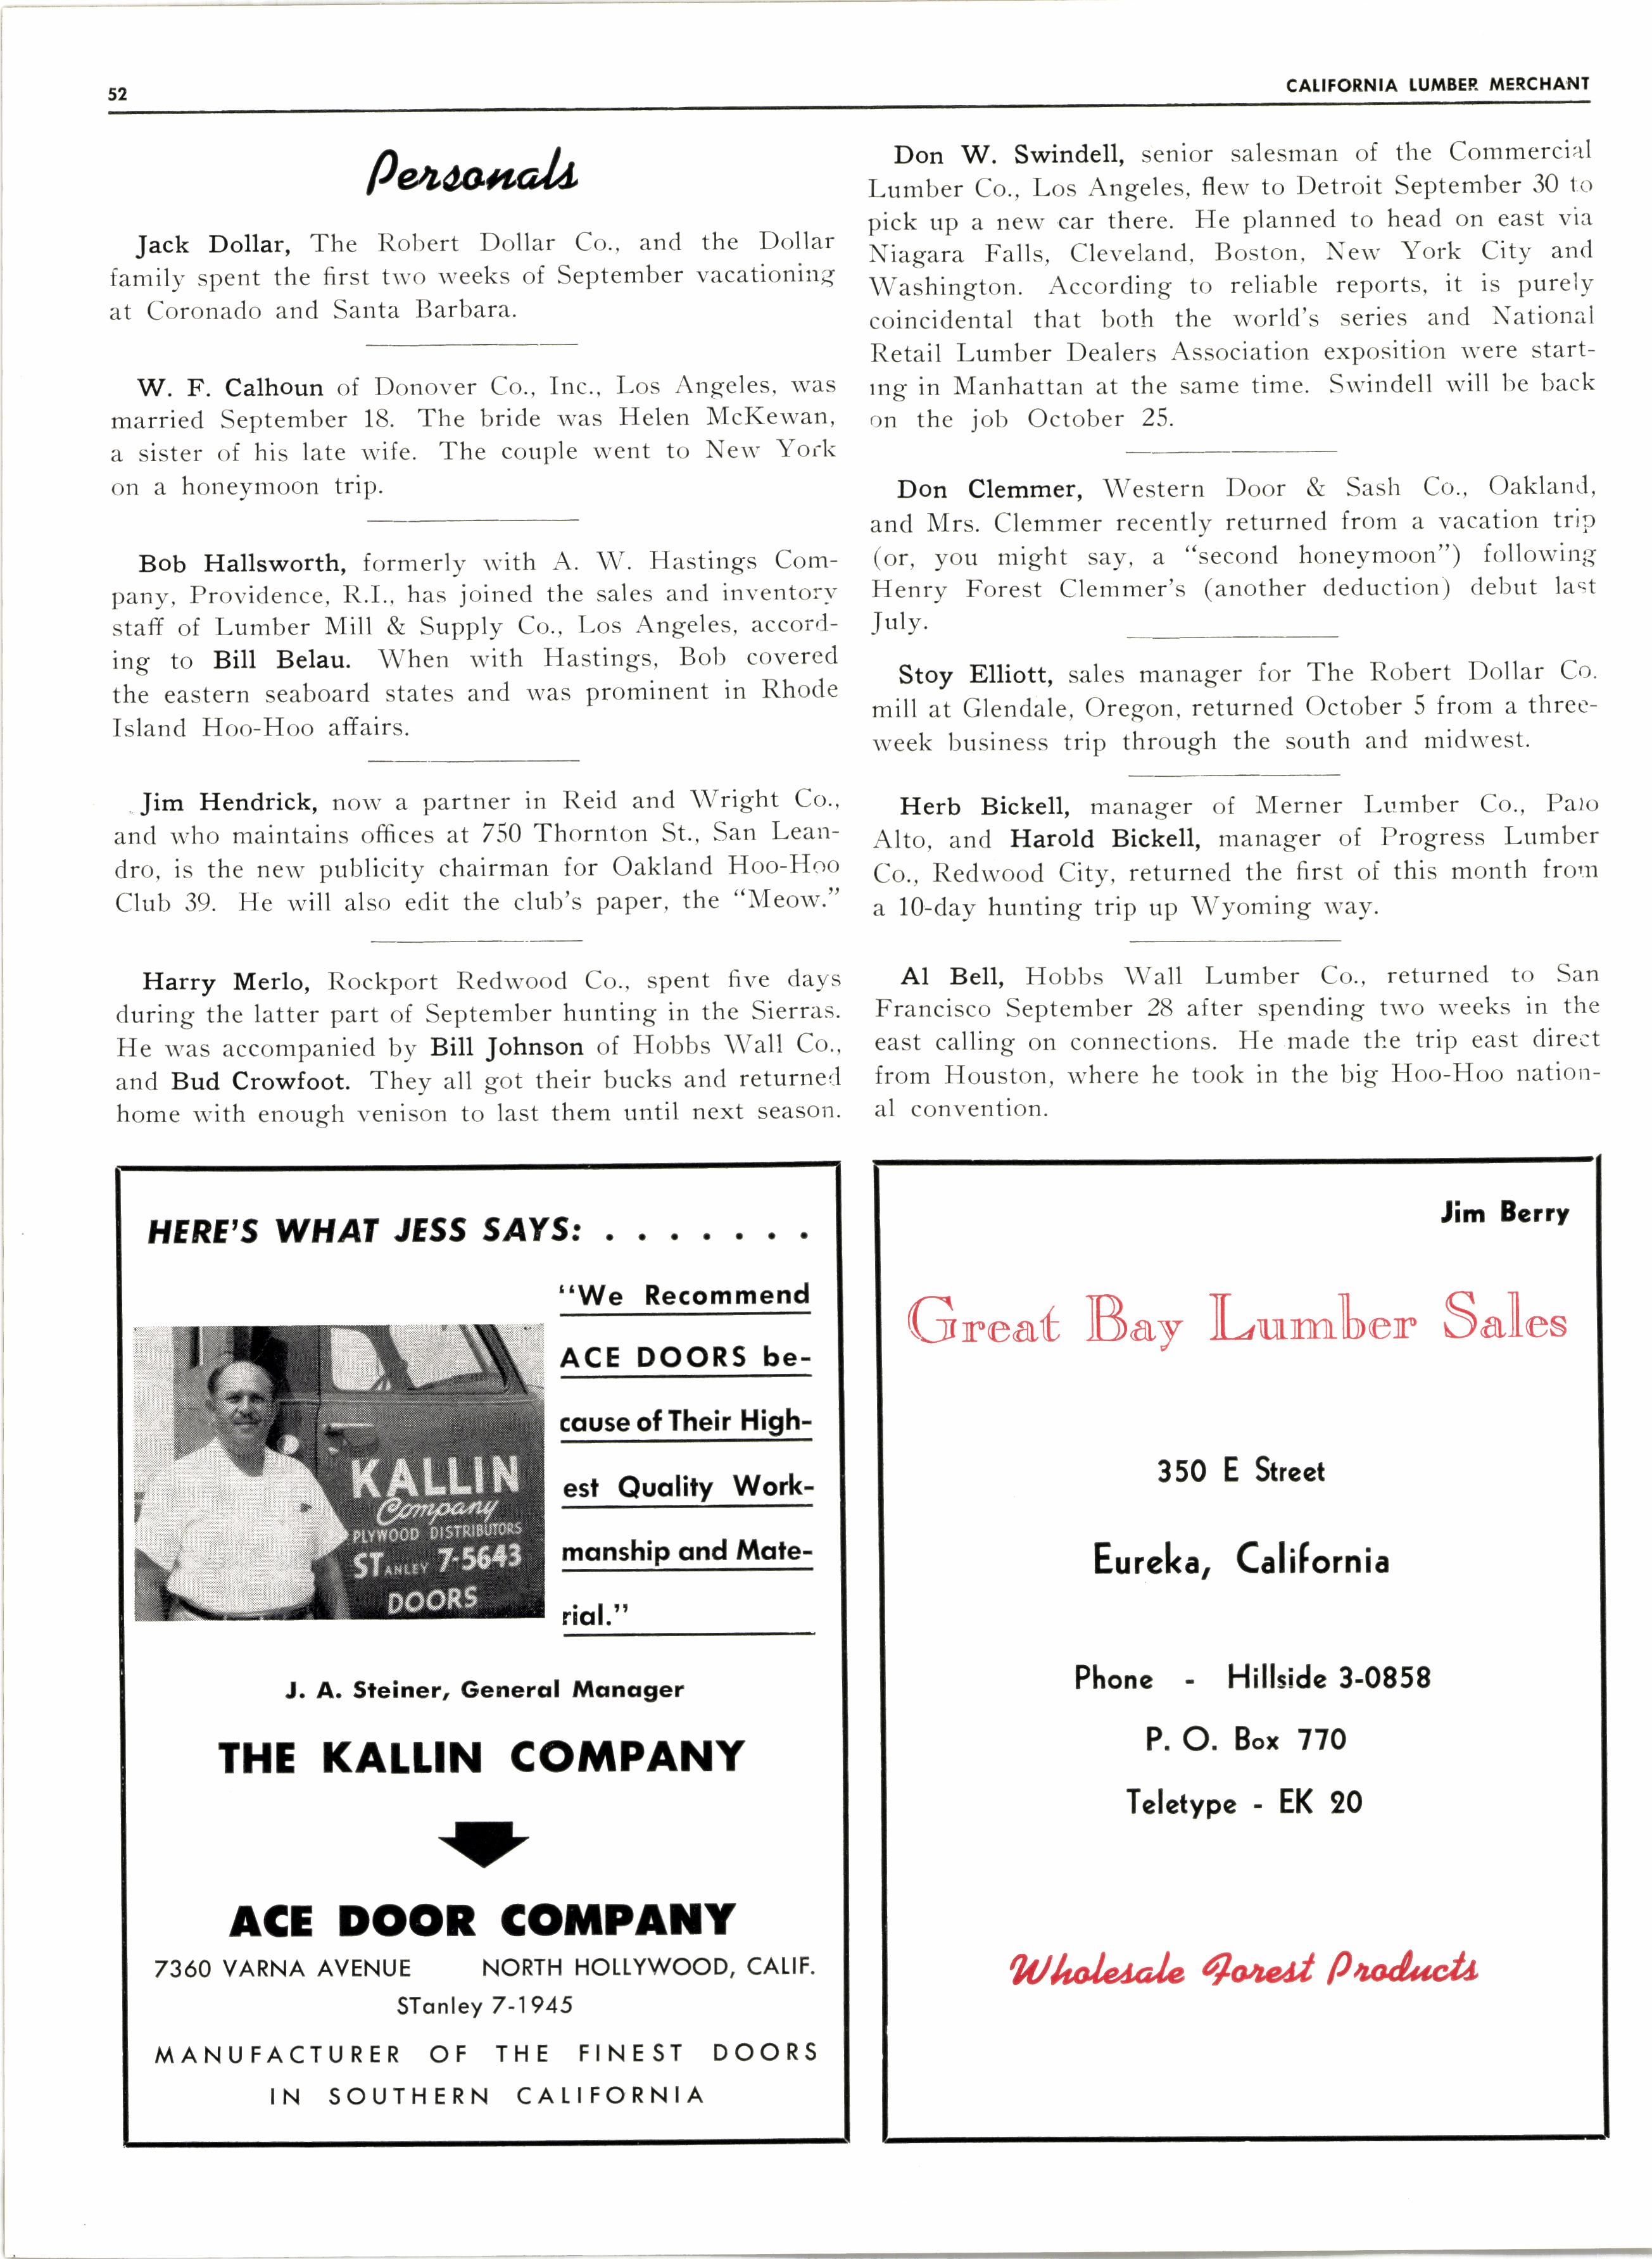 52
CALIFORNIA LUMBER MERCHANT
Personals
Jack Dollar, The Robert Dollar Co., and the Dollar
family spent the first two weeks of September vacationing
at Coronado and Santa Barbara.
W. F. Calhoun of Donover Co., Inc., Los Angeles, was
married September 18. The bride was Helen McKewan,
a sister of his late wife. The couple went to New York
on a honeymoon trip.
Bob Hallsworth, formerly with A. W. Hastings Com-
pany, Providence, R.I., has joined the sales and inventory
staff of Lumber Mill & Supply Co., Los Angeles, accord-
ing to Bill Belau. When with Hastings, Bob covered
the eastern seaboard states and was prominent in Rhode
Island Hoo-Hoo affairs.
Jim Hendrick, now a partner in Reid and Wright Co.,
and who maintains offices at 750 Thornton St., San Lean-
dro, is the new publicity chairman for Oakland Hoo-Hoo
Club 39. He will also edit the club's paper, the "Meow."
Harry Merlo, Rockport Redwood Co., spent five days
during the latter part of September hunting in the Sierras.
He was accompanied by Bill Johnson of Hobbs Wall Co.,
and Bud Crowfoot. They all got their bucks and returned
home with enough venison to last them until next season.
Don W. Swindell, senior salesman of the Commercial
Lumber Co., Los Angeles, flew to Detroit September 30 to
pick up a new car there. He planned to head on east via
Niagara Falls, Cleveland, Boston, New York City and
Washington. According to reliable reports, it is purely
coincidental that both the world's series and National
Retail Lumber Dealers Association exposition were start-
ing in Manhattan at the same time. Swindell will be back
on the job October 25.
Don Clemmer, Western Door & Sash Co., Oakland,
and Mrs. Clemmer recently returned from a vacation trip
(or, you might say, a "second honeymoon") following
Henry Forest Clemmer's (another deduction) debut last
July.
Stoy Elliott, sales manager for The Robert Dollar Co.
mill at Glendale, Oregon, returned October 5 from a three-
week business trip through the south and midwest.
Herb Bickell, manager of Merner Lumber Co., Palo
Alto, and Harold Bickell, manager of Progress Lumber
Co., Redwood City, returned the first of this month from
a 10-day hunting trip up Wyoming way.
Al Bell, Hobbs Wall Lumber Co., returned to San
Francisco September 28 after spending two weeks in the
east calling on connections. He made the trip east direct
from Houston, where he took in the big Hoo-Hoo nation-
al convention.
HERE'S WHAT JESS SAYS: . . . . . . .
"We Recommend
ACE DOORS be-
cause of Their High-
est Quality Work-
manship and Mate-
rial."
KALLIN
Company
PLYWOOD DISTRIBUTORS
STANLEY 7-5643
DOORS
J. A. Steiner, General Manager
THE KALLIN COMPANY
ACE DOOR COMPANY
7360 VARNA AVENUE NORTH HOLLYWOOD, CALIF.
STanley 7-1945
MANUFACTURER OF THE FINEST DOORS
IN SOUTHERN CALIFORNIA
Jim Berry
Great Bay Lumber Sales
350 E Street
Eureka, California
Phone - Hillside 3-0858
P. O. Box 770
Teletype - EK 20
Wholesale Forest Products